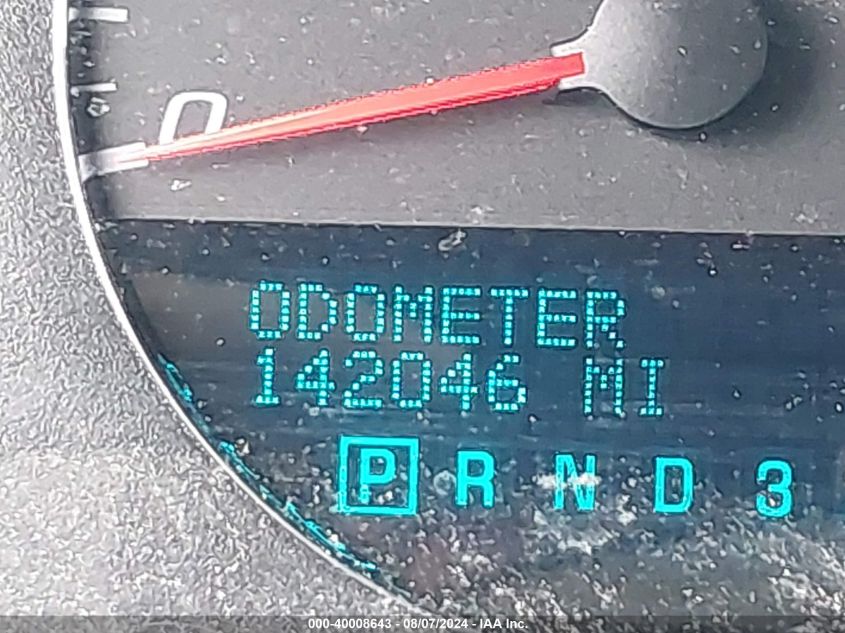 0
ODOMETER
142046 MI
P R N D 3
000-40008643 - 08/07/2024 - IAA Inc.